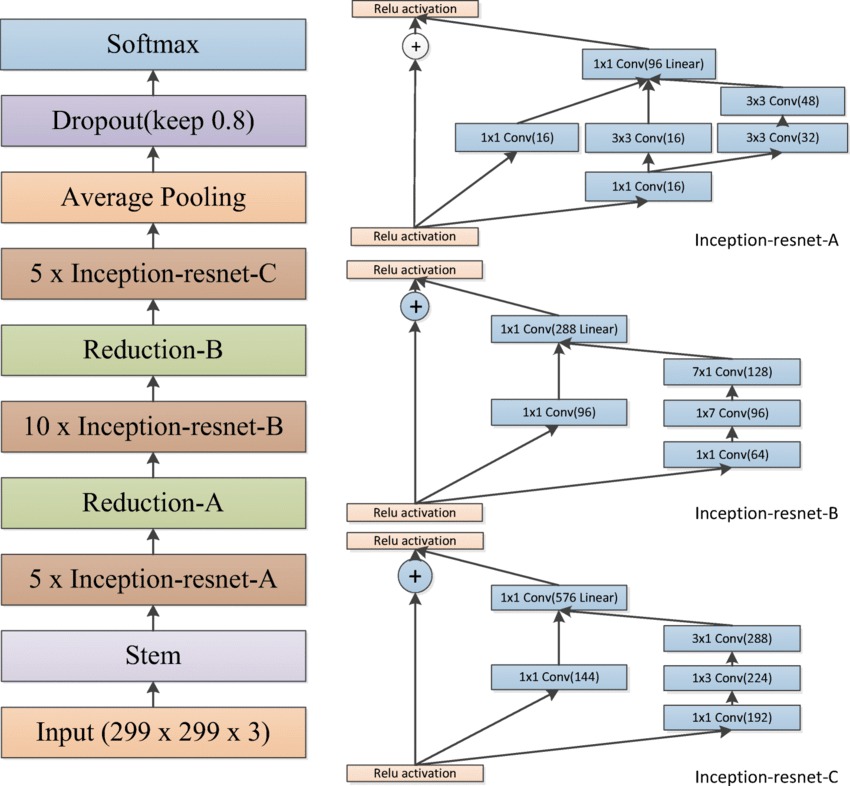 Softmax
Dropout(keep 0.8)
Average Pooling
5 x Inception-resnet-C
Reduction-B
10 x Inception-resnet-B
Reduction-A
5 x Inception-resnet-A
Stem
Input (299 x 299 x 3)
Relu activation
+
1x1 Conv(96 Linear)
3x3 Conv(48)
1x1 Conv(16)
3x3 Conv(16)
3x3 Conv(32)
1x1 Conv(16)
Relu activation
Inception-resnet-A
Relu activation
+
1x1 Conv(288 Linear)
7x1 Conv(128)
1x1 Conv(96)
1x7 Conv(96)
1x1 Conv(64)
Relu activation
Inception-resnet-B
Relu activation
+
1x1 Conv(576 Linear)
3x1 Conv(288)
1x1 Conv(144)
1x3 Conv(224)
1x1 Conv(192)
Relu activation
Inception-resnet-C